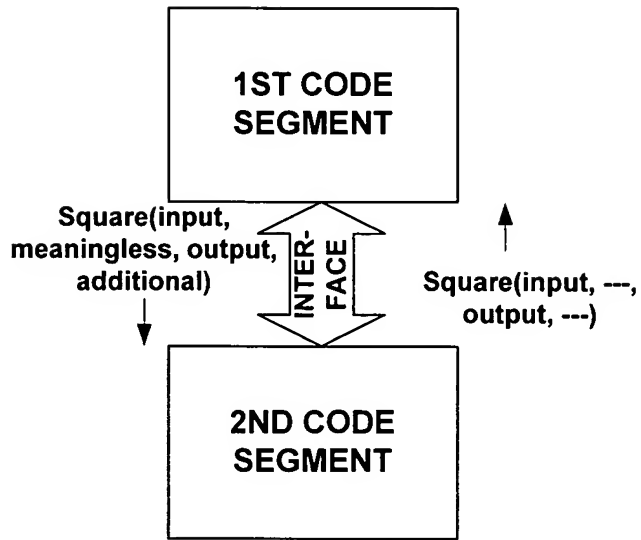 1ST CODE
SEGMENT
Square(input,
meaningless, output,
additional)
INTER-
FACE
Square(input, ---,
output, ---)
2ND CODE
SEGMENT